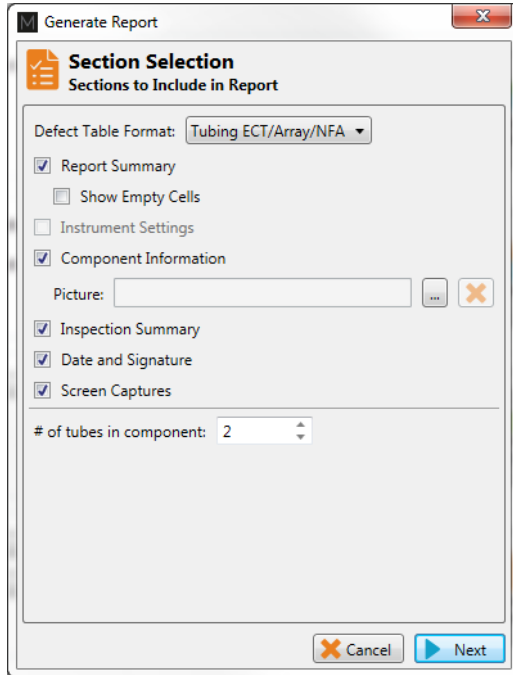 M Generate Report
Section Selection
Sections to Include in Report
Defect Table Format: Tubing ECT/Array/NFA
Report Summary
Show Empty Cells
Instrument Settings
Component Information
Picture: ...
Inspection Summary
Date and Signature
Screen Captures
# of tubes in component: 2
Cancel Next